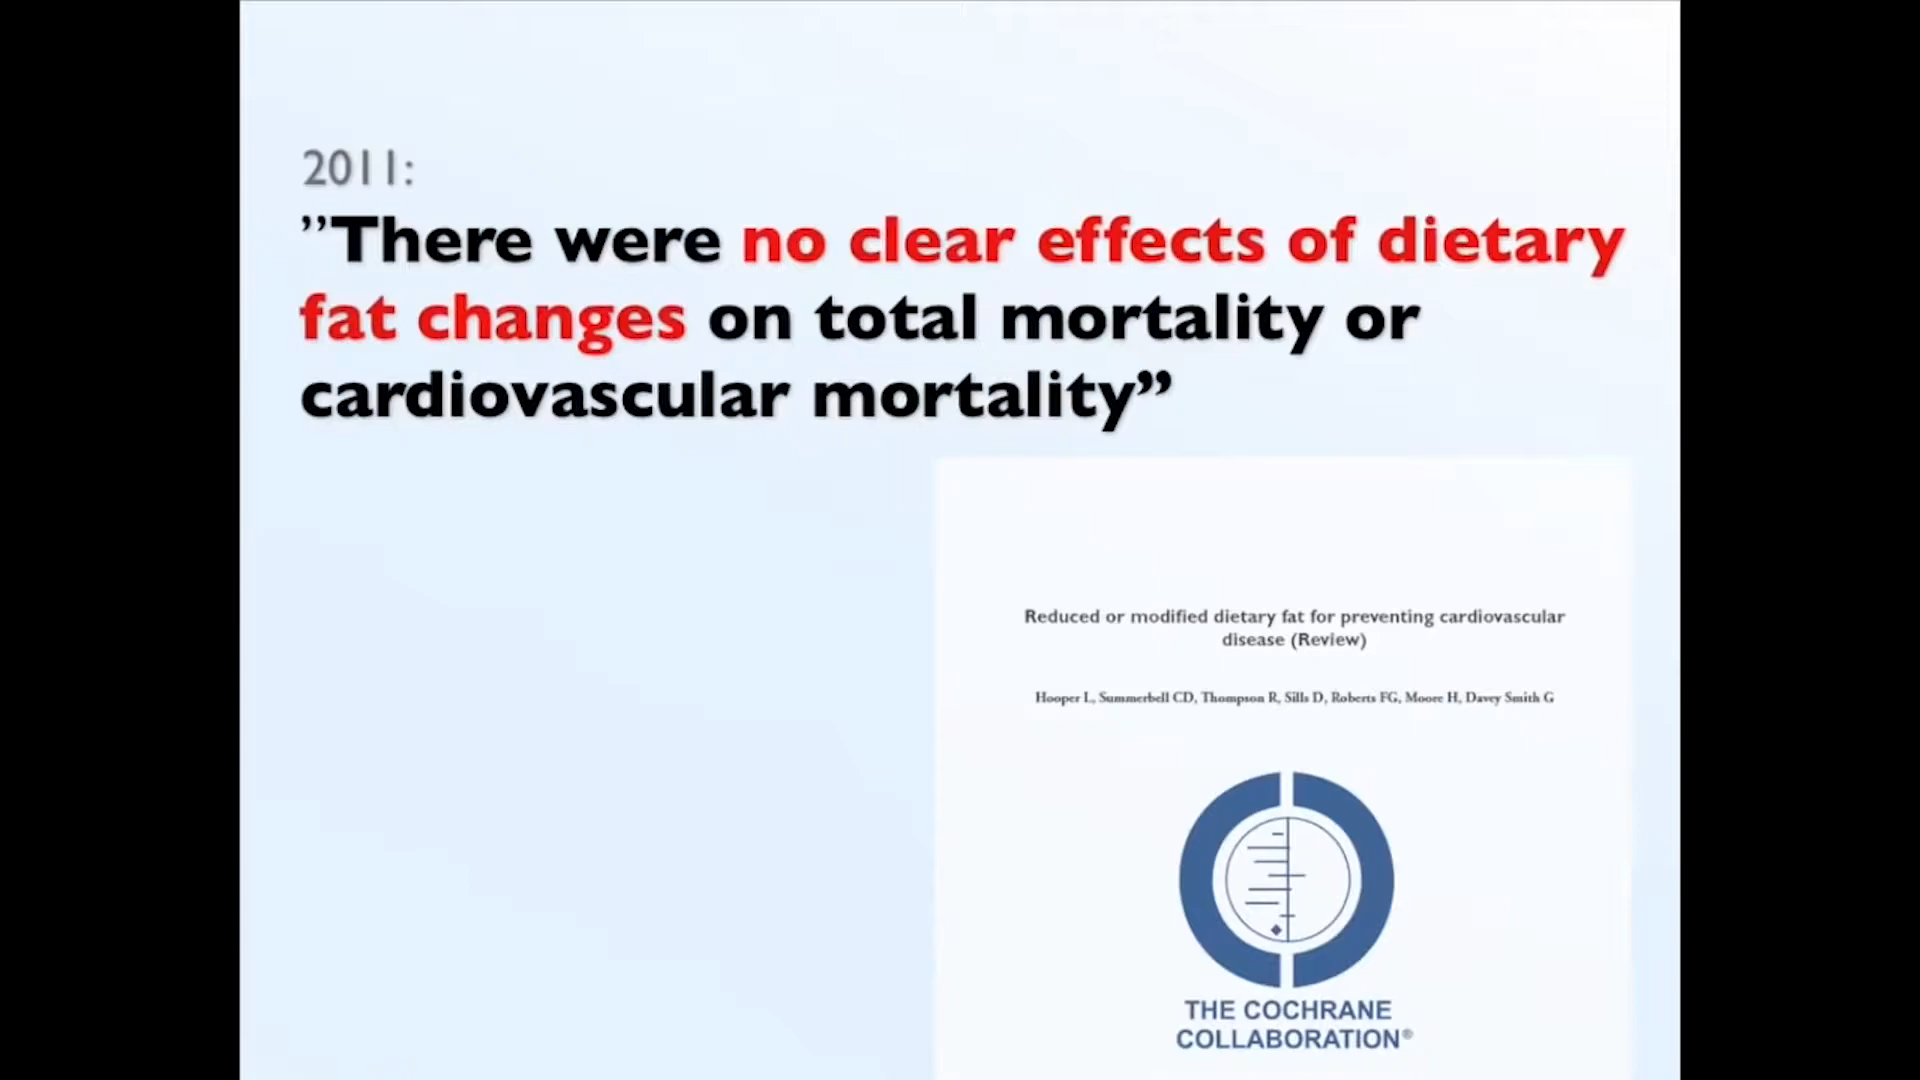 2011:
”There were no clear effects of dietary
fat changes on total mortality or
cardiovascular mortality”
Reduced or modified dietary fat for preventing cardiovascular
disease (Review)
Hooper L, Summerbell CD, Thompson R, Sills D, Roberts FG, Moore H, Davey Smith G
THE COCHRANE
COLLABORATION®